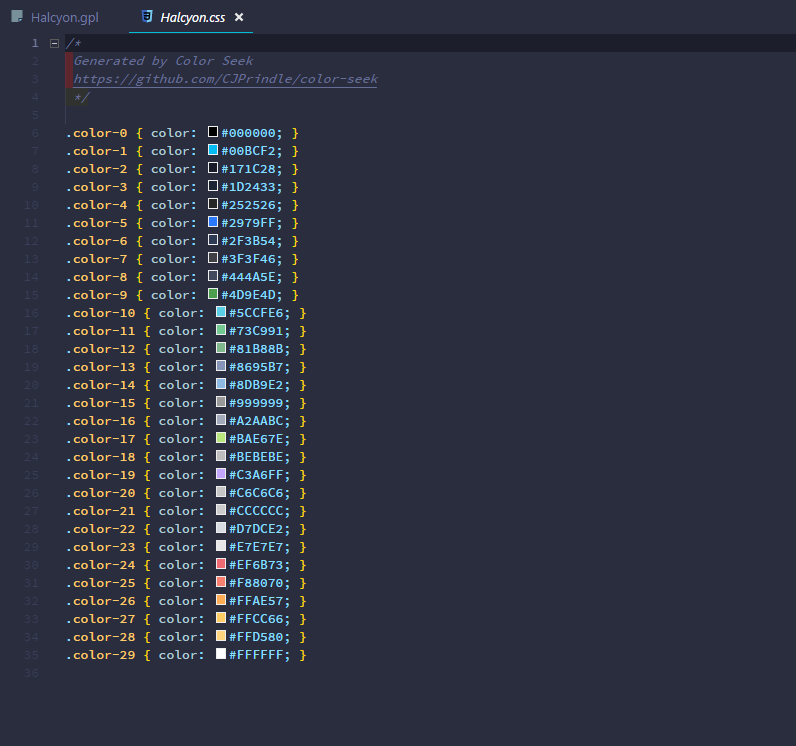 Halcyon.gpl
Halcyon.css ×
1 /*
2 Generated by Color Seek
3 https://github.com/CJPrindle/color-seek
4 */
5
6 .color-0 { color: #000000; }
7 .color-1 { color: #00BCF2; }
8 .color-2 { color: #171C28; }
9 .color-3 { color: #1D2433; }
10 .color-4 { color: #252526; }
11 .color-5 { color: #2979FF; }
12 .color-6 { color: #2F3B54; }
13 .color-7 { color: #3F3F46; }
14 .color-8 { color: #444A5E; }
15 .color-9 { color: #4D9E4D; }
16 .color-10 { color: #5CCFE6; }
17 .color-11 { color: #73C991; }
18 .color-12 { color: #81B88B; }
19 .color-13 { color: #8695B7; }
20 .color-14 { color: #8DB9E2; }
21 .color-15 { color: #999999; }
22 .color-16 { color: #A2AABC; }
23 .color-17 { color: #BAE67E; }
24 .color-18 { color: #BEBEBE; }
25 .color-19 { color: #C3A6FF; }
26 .color-20 { color: #C6C6C6; }
27 .color-21 { color: #CCCCCC; }
28 .color-22 { color: #D7DCE2; }
29 .color-23 { color: #E7E7E7; }
30 .color-24 { color: #EF6B73; }
31 .color-25 { color: #F88070; }
32 .color-26 { color: #FFAE57; }
33 .color-27 { color: #FFCC66; }
34 .color-28 { color: #FFD580; }
35 .color-29 { color: #FFFFFF; }
36